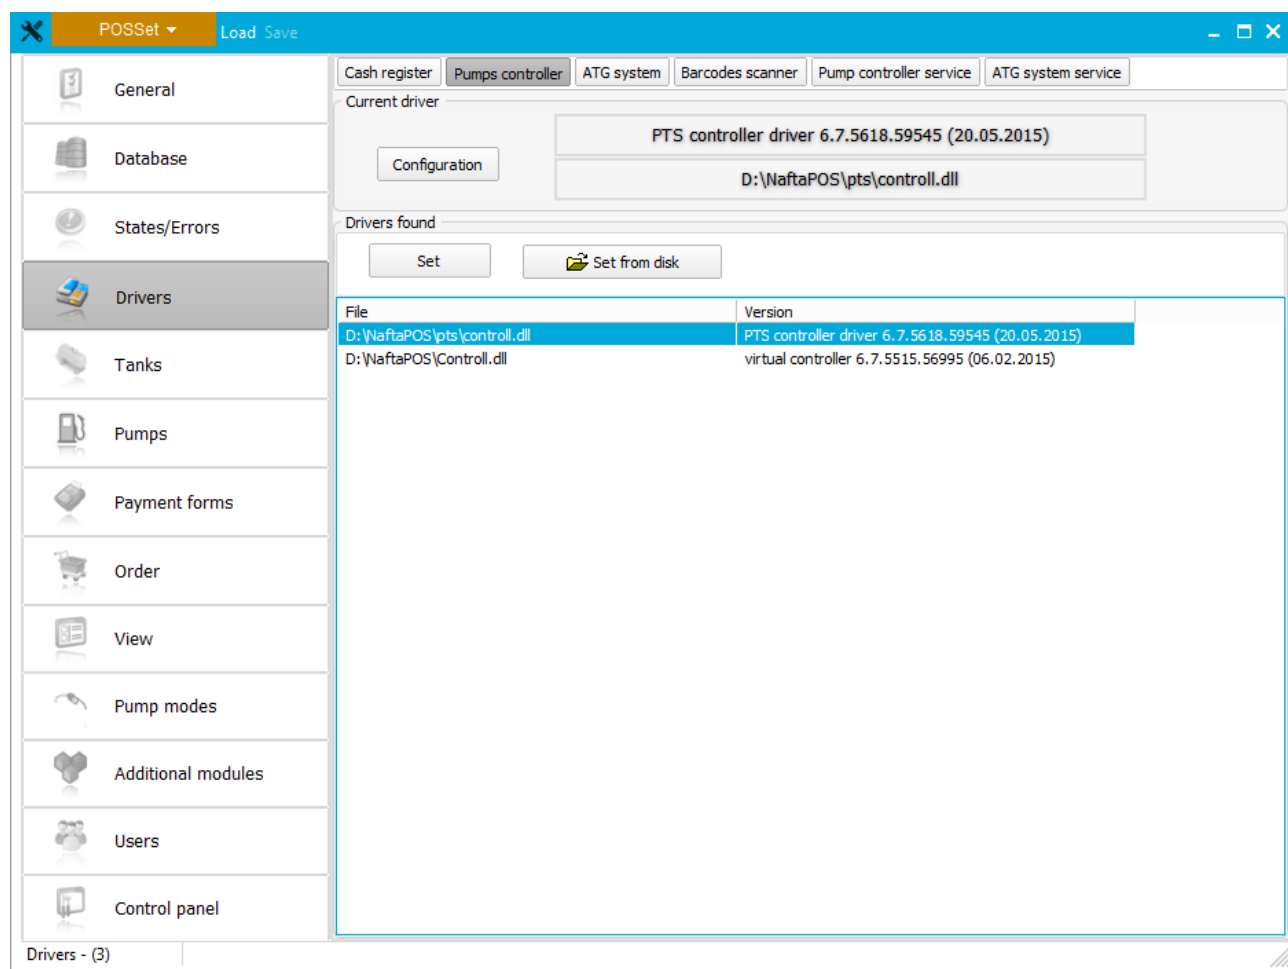 POSSet Load Save
General
Database
States/Errors
Drivers
Tanks
Pumps
Payment forms
Order
View
Pump modes
Additional modules
Users
Control panel
Cash register Pumps controller ATG system Barcodes scanner Pump controller service ATG system service
Current driver
Configuration
PTS controller driver 6.7.5618.59545 (20.05.2015)
D:\NaftaPOS\pts\controll.dll
Drivers found
Set Set from disk
File Version
D:\NaftaPOS\pts\controll.dll PTS controller driver 6.7.5618.59545 (20.05.2015)
D:\NaftaPOS\Controll.dll virtual controller 6.7.5515.56995 (06.02.2015)
Drivers - (3)